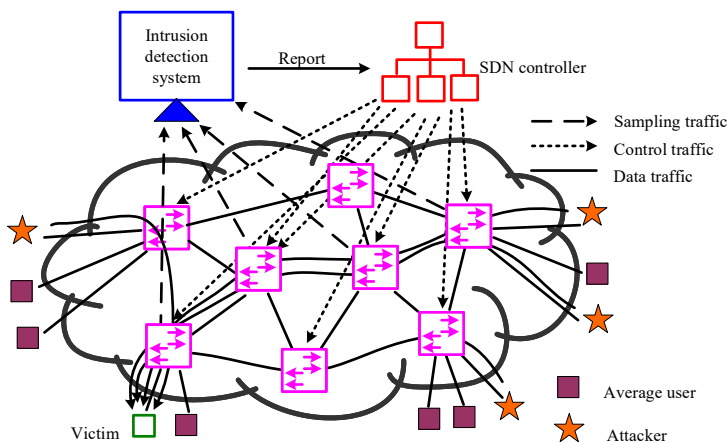 Intrusion
detection
system
Report
SDN controller
Sampling traffic
Control traffic
Data traffic
Average user
Attacker
Victim